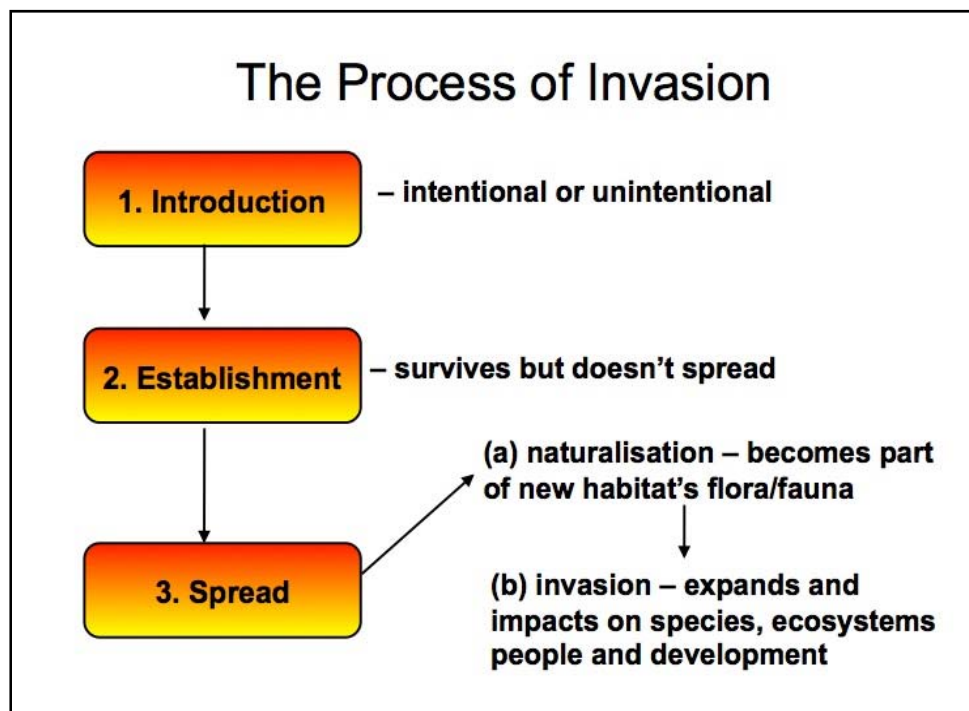 The Process of Invasion
1. Introduction
– intentional or unintentional
2. Establishment
– survives but doesn’t spread
3. Spread
(a) naturalisation – becomes part
of new habitat’s flora/fauna
(b) invasion – expands and
impacts on species, ecosystems
people and development